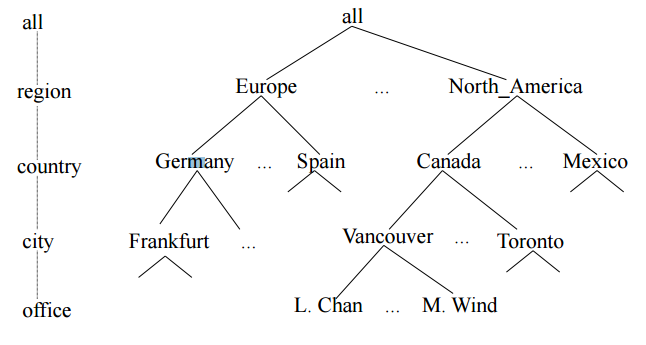 all all
region Europe ... North_America
country Germany ... Spain Canada ... Mexico
city Frankfurt ... Vancouver ... Toronto
office L. Chan ... M. Wind